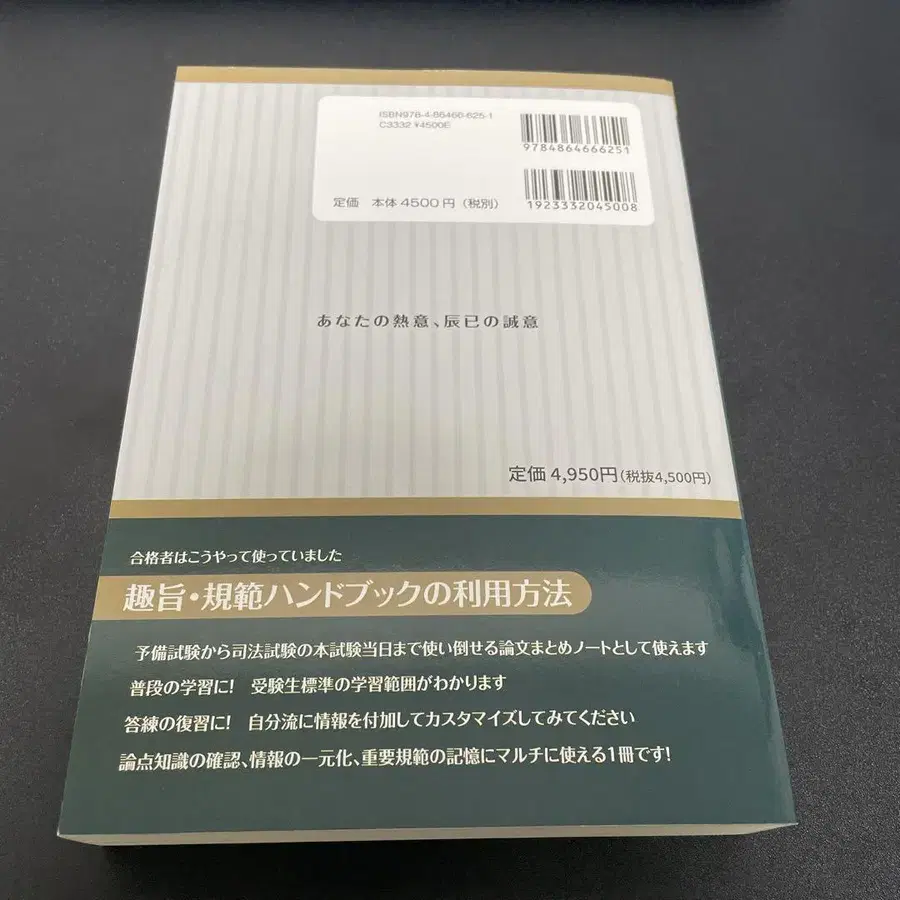 ISBN978-4-86466-625-1
C3332 ¥4500E
9784864666251
定価 本体 4500 円 (税別)
1923332045008
あなたの熱意、辰已の誠意
定価 4,950円(税抜4,500円)
合格者はこうやって使っていました
趣旨・規範ハンドブックの利用方法
予備試験から司法試験の本試験当日まで使い倒せる論文まとめノートとして使えます
普段の学習に! 受験生標準の学習範囲がわかります
答練の復習に! 自分流に情報を付加してカスタマイズしてみてください
論点知識の確認、情報の一元化、重要規範の記憶にマルチに使える1冊です!